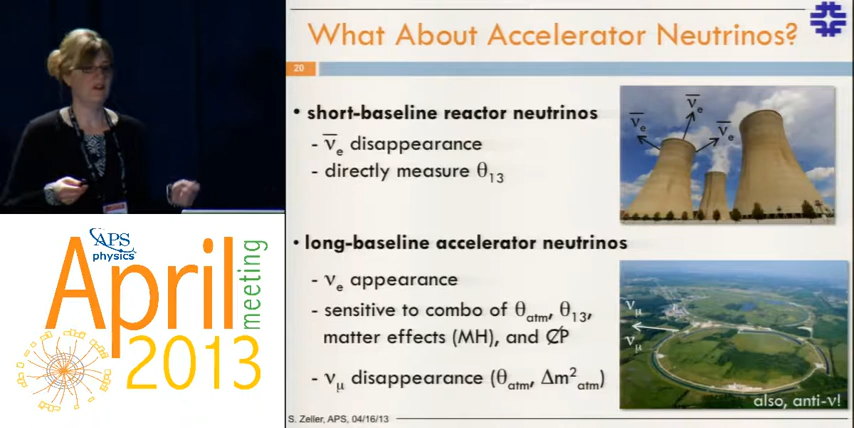 What About Accelerator Neutrinos?
20
• short-baseline reactor neutrinos
- ν̅e disappearance
- directly measure θ13
ν̅e
ν̅e
ν̅e
• long-baseline accelerator neutrinos
- νe appearance
- sensitive to combo of θatm, θ13,
matter effects (MH), and C̸P
- νμ disappearance (θatm, Δm²atm)
νμ
νμ
also, anti-ν!
S. Zeller, APS, 04/16/13
APS
physics
April
meeting
2013